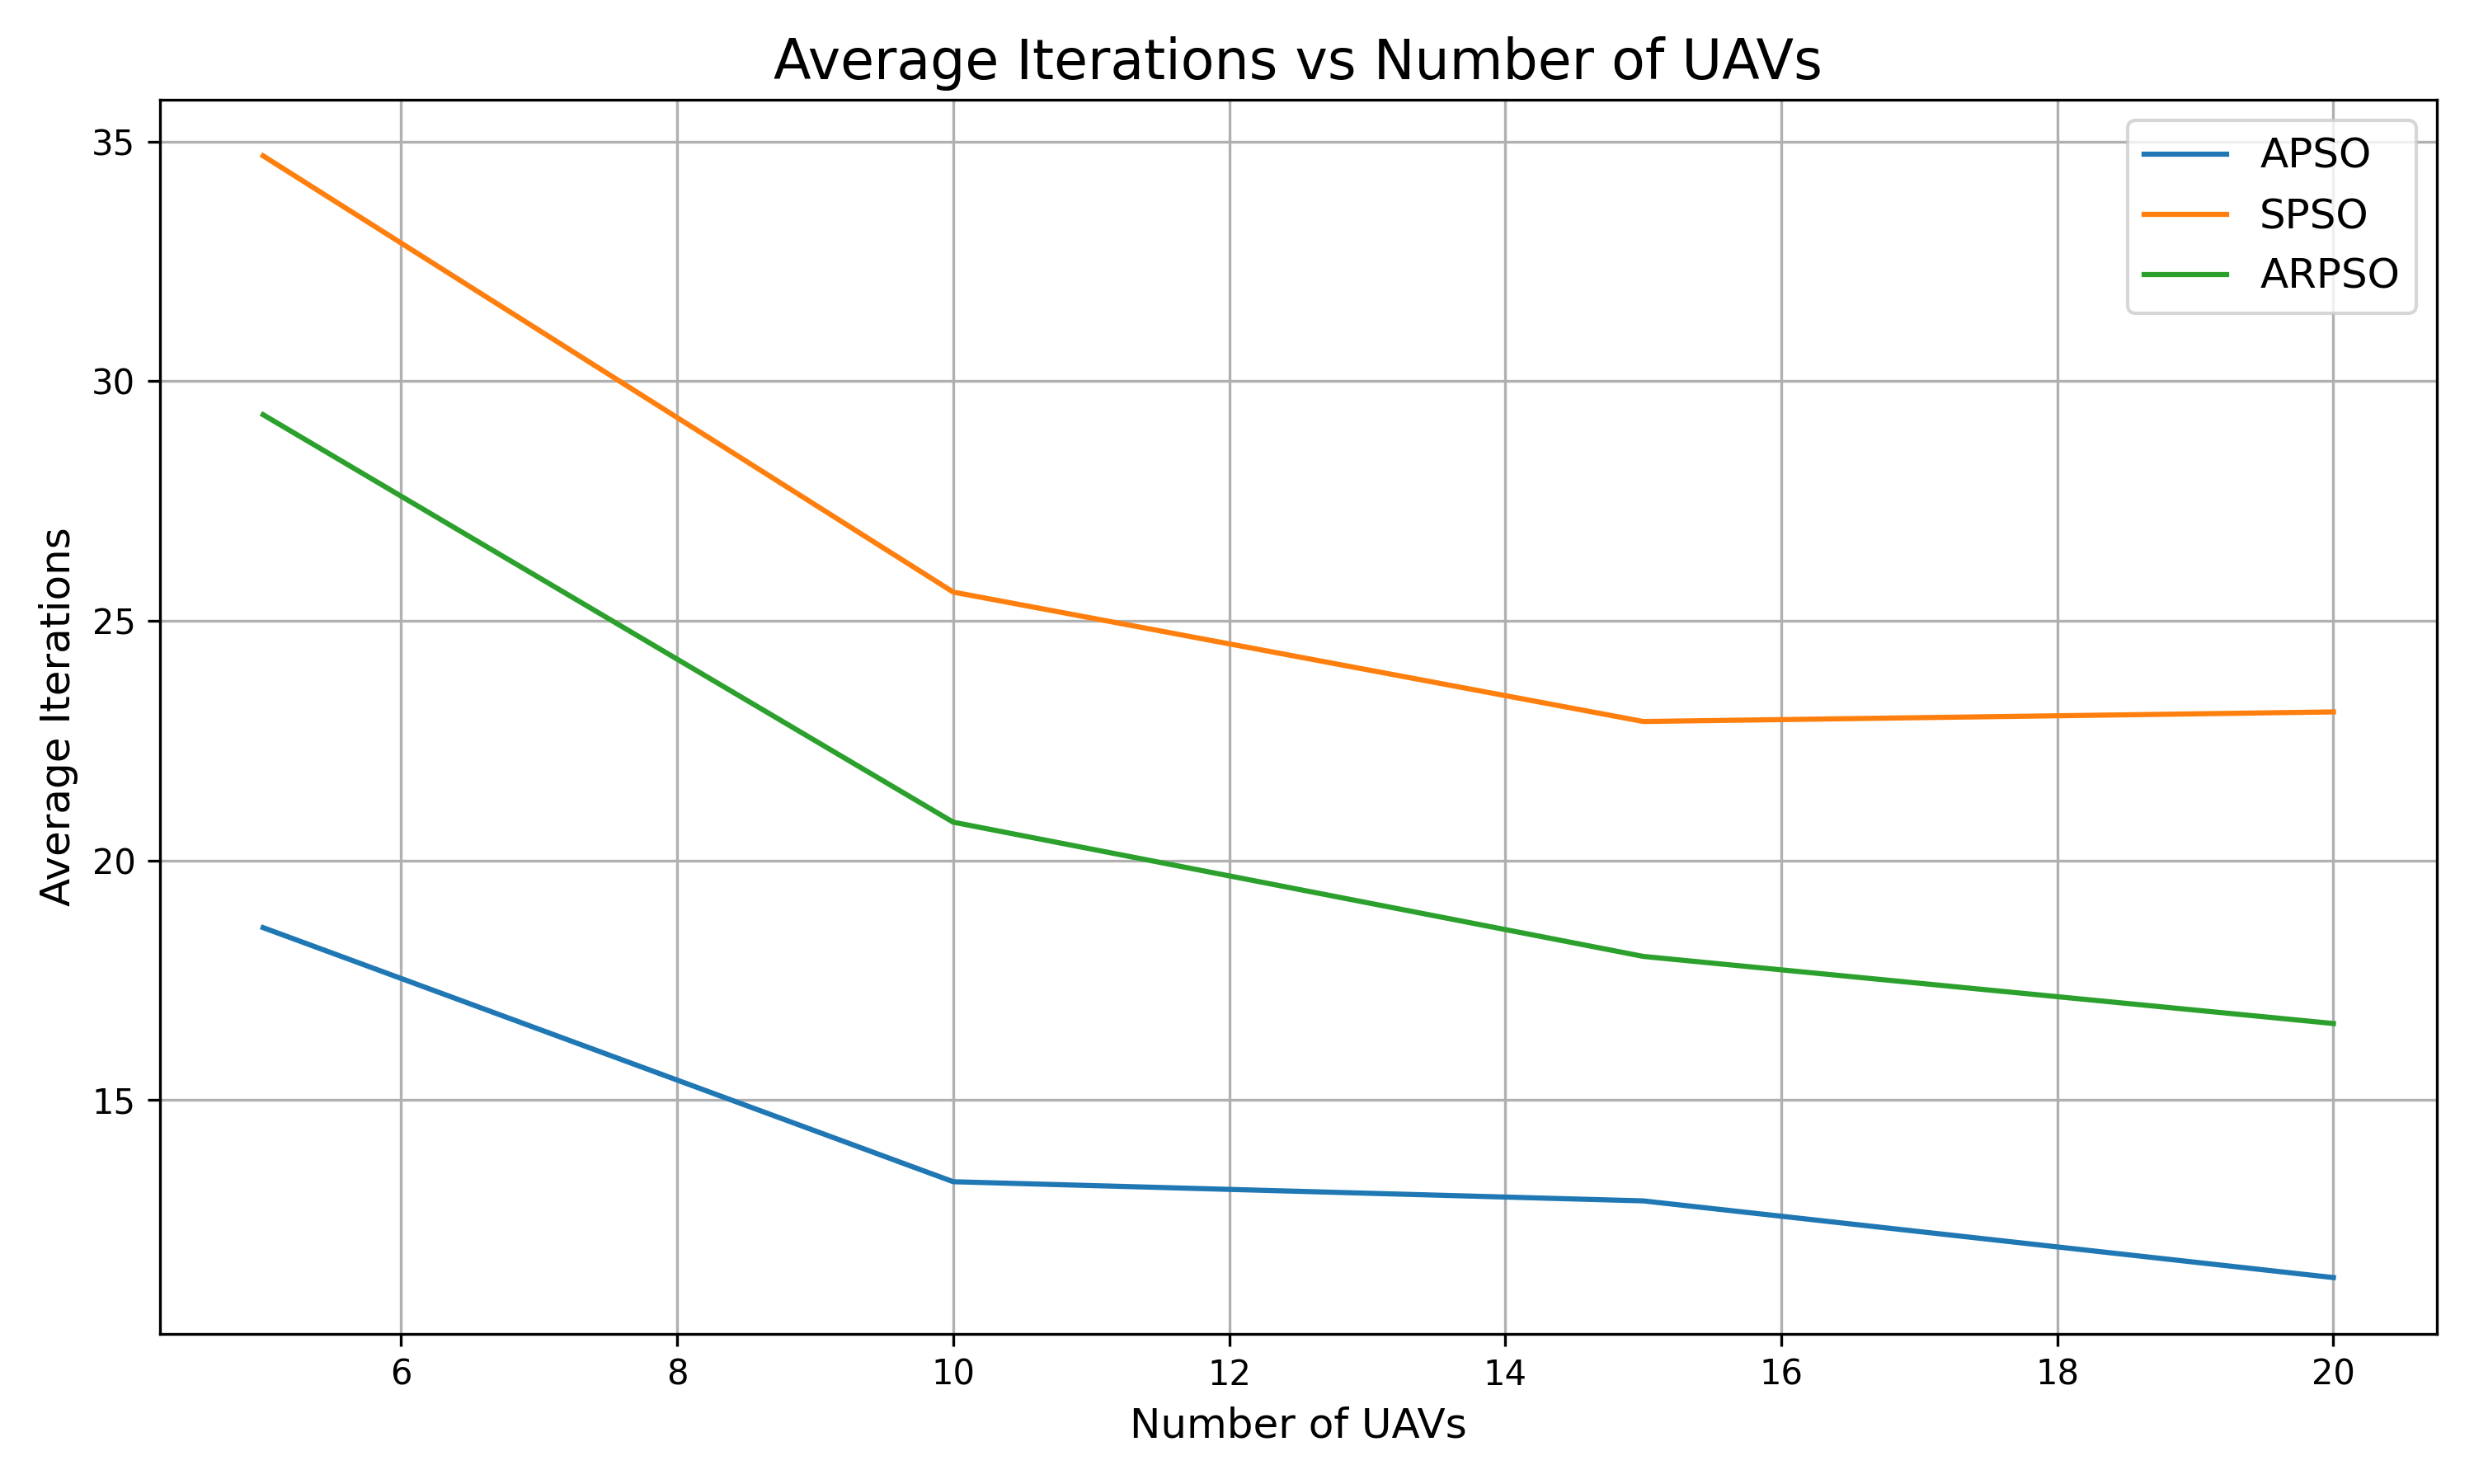 Average Iterations vs Number of UAVs
APSO
SPSO
ARPSO
Average Iterations
35
30
25
20
15
6 8 10 12 14 16 18 20
Number of UAVs